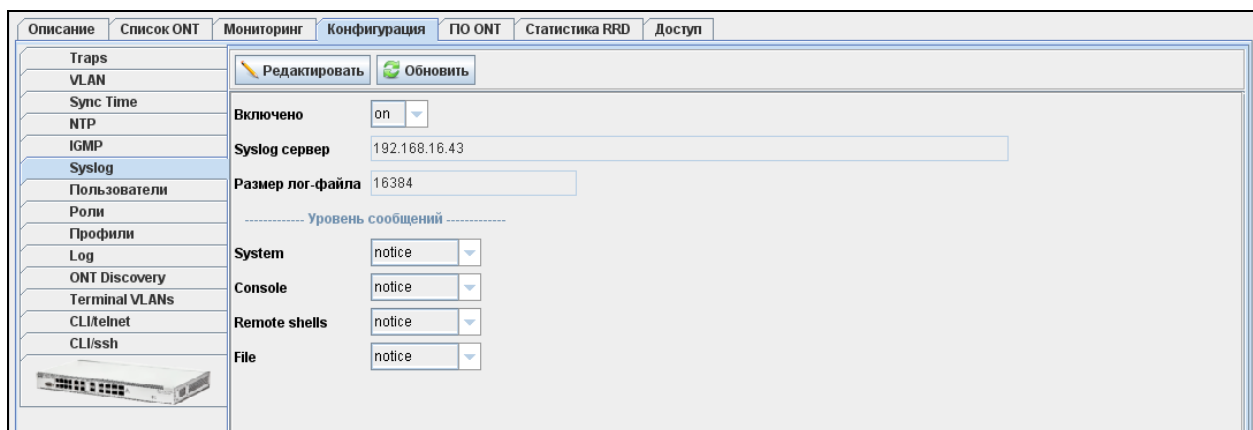 Описание Список ONT Мониторинг Конфигурация ПО ONT Статистика RRD Доступ
Traps
VLAN
Sync Time
NTP
IGMP
Syslog
Пользователи
Роли
Профили
Log
ONT Discovery
Terminal VLANs
CLI/telnet
CLI/ssh
Редактировать Обновить
Включено on
Syslog сервер 192.168.16.43
Размер лог-файла 16384
------------- Уровень сообщений -------------
System notice
Console notice
Remote shells notice
File notice